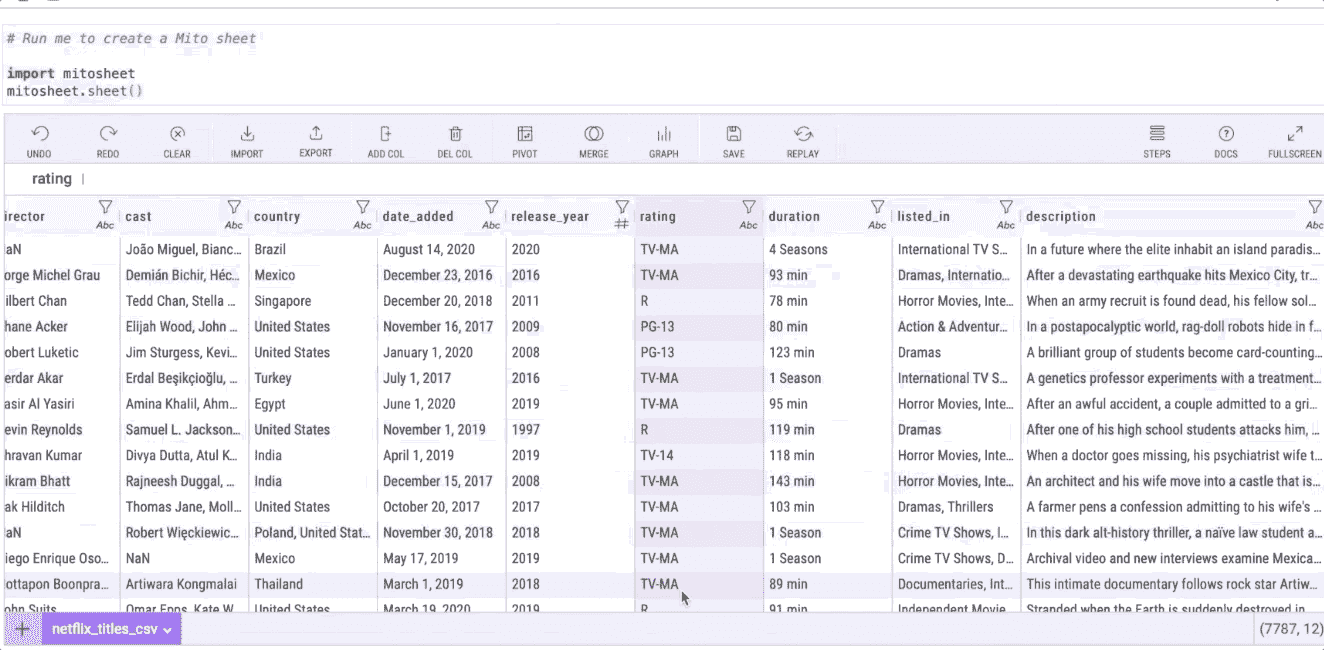 # Run me to create a Mito sheet
import mitosheet
mitosheet.sheet()
UNDO REDO CLEAR IMPORT EXPORT ADD COL DEL COL PIVOT MERGE GRAPH SAVE REPLAY STEPS DOCS FULLSCREEN
rating
irector cast country date_added release_year rating duration listed_in description
Abc Abc Abc Abc ## Abc Abc Abc Abc
aN João Miguel, Bianc... Brazil August 14, 2020 2020 TV-MA 4 Seasons International TV S... In a future where the elite inhabit an island paradis...
orge Michel Grau Demián Bichir, Héc... Mexico December 23, 2016 2016 TV-MA 93 min Dramas, Internatio... After a devastating earthquake hits Mexico City, tr...
ilbert Chan Tedd Chan, Stella ... Singapore December 20, 2018 2011 R 78 min Horror Movies, Inte... When an army recruit is found dead, his fellow sol...
hane Acker Elijah Wood, John ... United States November 16, 2017 2009 PG-13 80 min Action & Adventur... In a postapocalyptic world, rag-doll robots hide in f...
obert Luketic Jim Sturgess, Kevi... United States January 1, 2020 2008 PG-13 123 min Dramas A brilliant group of students become card-counting...
erdar Akar Erdal Beşikçioğlu, ... Turkey July 1, 2017 2016 TV-MA 1 Season International TV S... A genetics professor experiments with a treatment...
asir Al Yasiri Amina Khalil, Ahm... Egypt June 1, 2020 2019 TV-MA 95 min Horror Movies, Inte... After an awful accident, a couple admitted to a gri...
evin Reynolds Samuel L. Jackson... United States November 1, 2019 1997 R 119 min Dramas After one of his high school students attacks him, ...
hravan Kumar Divya Dutta, Atul K... India April 1, 2019 2019 TV-14 118 min Horror Movies, Inte... When a doctor goes missing, his psychiatrist wife t...
ikram Bhatt Rajneesh Duggal, ... India December 15, 2017 2008 TV-MA 143 min Horror Movies, Inte... An architect and his wife move into a castle that is...
ak Hilditch Thomas Jane, Moll... United States October 20, 2017 2017 TV-MA 103 min Dramas, Thrillers A farmer pens a confession admitting to his wife's ...
aN Robert Więckiewic... Poland, United Stat... November 30, 2018 2018 TV-MA 1 Season Crime TV Shows, I... In this dark alt-history thriller, a naïve law student a...
iego Enrique Oso... NaN Mexico May 17, 2019 2019 TV-MA 1 Season Crime TV Shows, D... Archival video and new interviews examine Mexica...
ottapon Boonpra... Artiwara Kongmalai Thailand March 1, 2019 2018 TV-MA 89 min Documentaries, Int... This intimate documentary follows rock star Artiw...
ohn Suits Omar Epps, Kate W... United States March 19, 2020 2019 R 91 min Independent Movie... Stranded when the Earth is suddenly destroyed in ...
+ netflix_titles_csv (7787, 12)